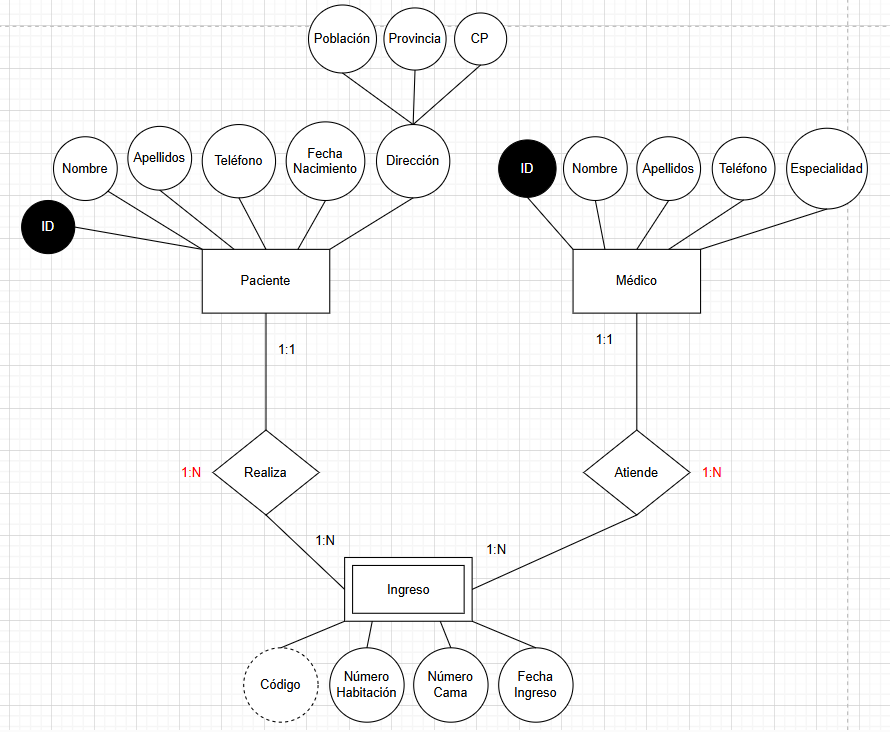 Población
Provincia
CP
Nombre
Apellidos
Teléfono
Fecha
Nacimiento
Dirección
ID
ID
Nombre
Apellidos
Teléfono
Especialidad
Paciente
Médico
1:1
1:1
1:N
Realiza
Atiende
1:N
1:N
1:N
Ingreso
Código
Número
Habitación
Número
Cama
Fecha
Ingreso